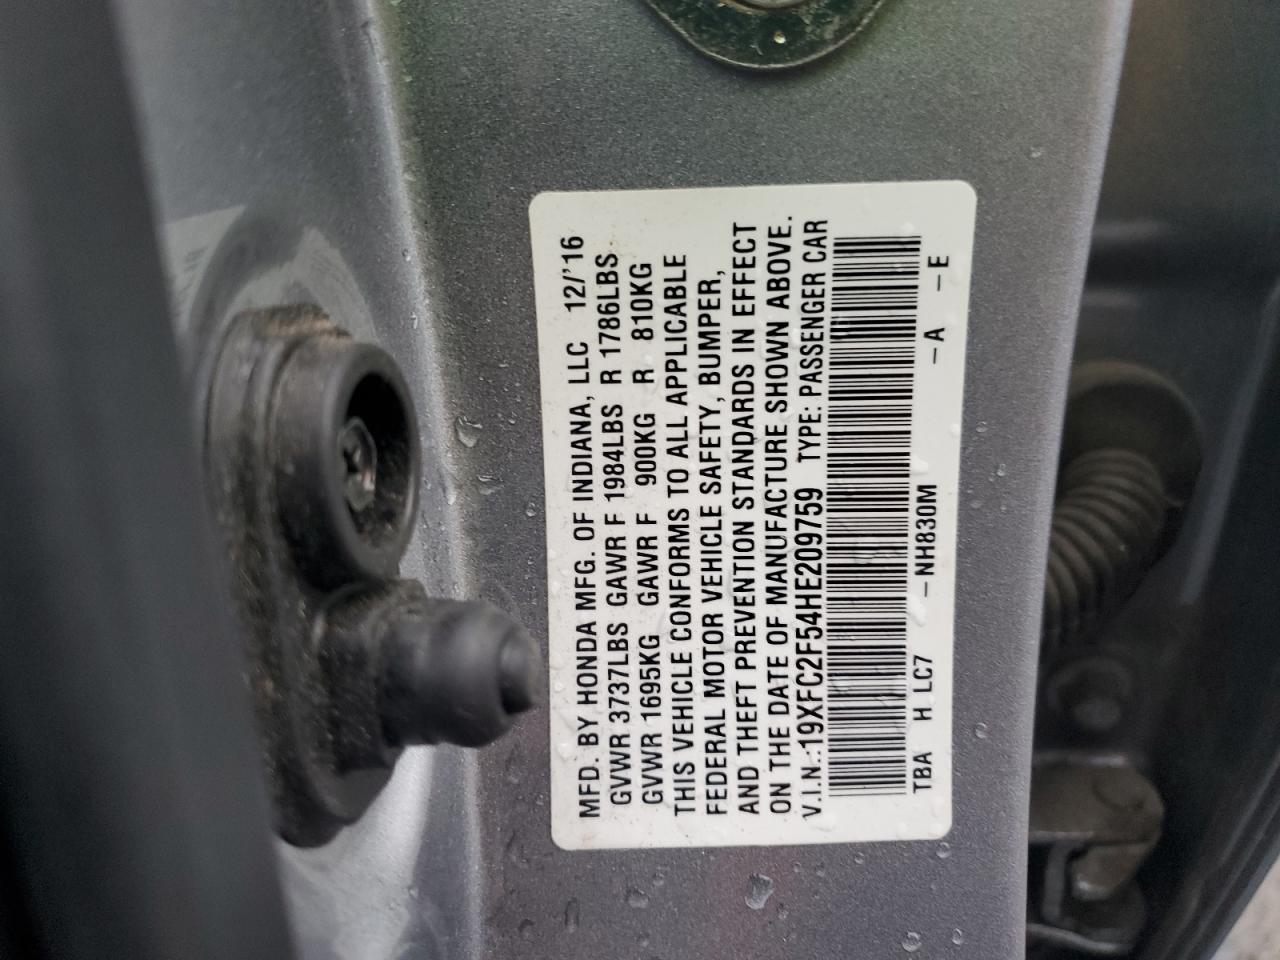 MFD. BY HONDA MFG. OF INDIANA, LLC 12/'16
GVWR 3737LBS GAWR F 1984LBS R 1786LBS
GVWR 1695KG GAWR F 900KG R 810KG
THIS VEHICLE CONFORMS TO ALL APPLICABLE
FEDERAL MOTOR VEHICLE SAFETY, BUMPER,
AND THEFT PREVENTION STANDARDS IN EFFECT
ON THE DATE OF MANUFACTURE SHOWN ABOVE.
V.I.N.:19XFC2F54HE209759 TYPE: PASSENGER CAR
TBA H LC7 -NH830M -A -E